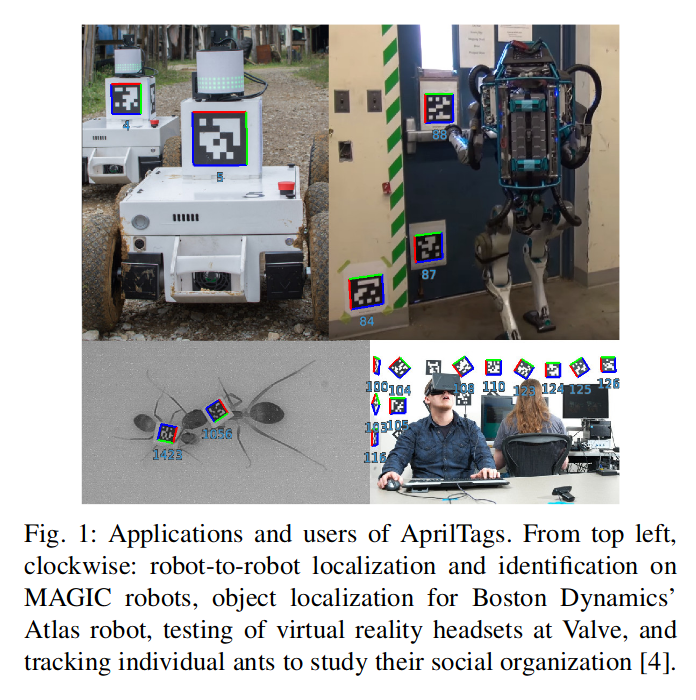 4
5
88
87
84
1422
1036
100 104 108 110 123 124 125 126
103 105
116
Fig. 1: Applications and users of AprilTags. From top left,
clockwise: robot-to-robot localization and identification on
MAGIC robots, object localization for Boston Dynamics’
Atlas robot, testing of virtual reality headsets at Valve, and
tracking individual ants to study their social organization [4].